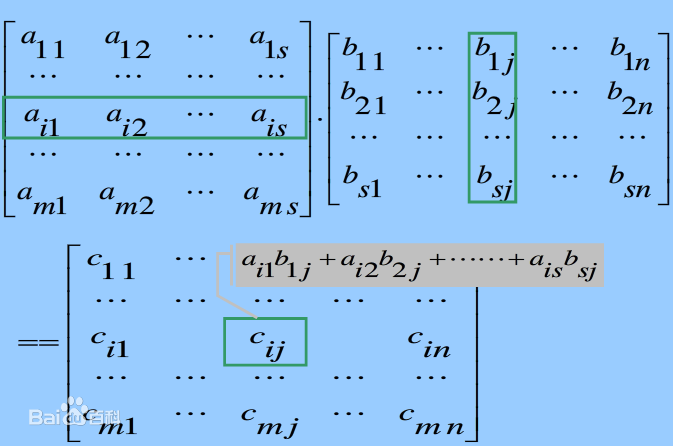 a11 a12 ⋯ a1s b11 ⋯ b1j ⋯ b1n
⋯ ⋯ ⋯ ⋯ b21 ⋯ b2j ⋯ b2n
ai1 ai2 ⋯ ais · ⋯ ⋯ ⋯ ⋯ ⋯
⋯ ⋯ ⋯ ⋯ bs1 ⋯ bsj ⋯ bsn
am1 am2 ⋯ ams
c11 ⋯ ai1b1j+ai2b2j+⋯⋯+aisbsj
⋯ ⋯ ⋯ ⋯ ⋯
== ci1 cij cin
⋯ ⋯ ⋯ ⋯ ⋯
cm1 ⋯ cmj ⋯ cmn
Bai百科